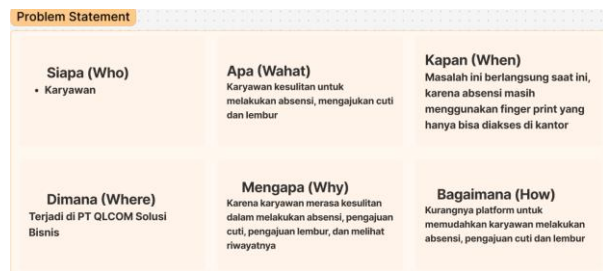 Problem Statement
Siapa (Who)
• Karyawan
Apa (Wahat)
Karyawan kesulitan untuk
melakukan absensi, mengajukan cuti
dan lembur
Kapan (When)
Masalah ini berlangsung saat ini,
karena absensi masih
menggunakan finger print yang
hanya bisa diakses di kantor
Dimana (Where)
Terjadi di PT QLCOM Solusi
Bisnis
Mengapa (Why)
Karena karyawan merasa kesulitan
dalam melakukan absensi, pengajuan
cuti, pengajuan lembur, dan melihat
riwayatnya
Bagaimana (How)
Kurangnya platform untuk
memudahkan karyawan melakukan
absensi, pengajuan cuti dan lembur